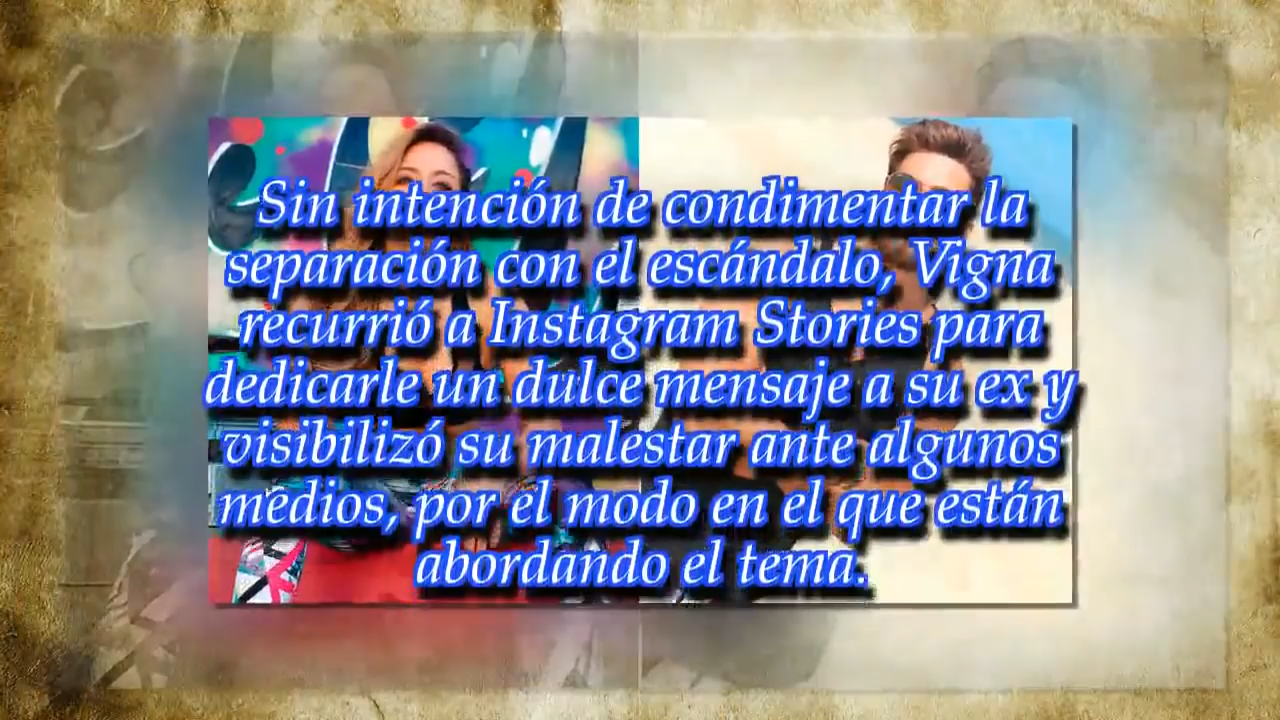 Sin intención de condimentar la
separación con el escándalo, Vigna
recurrió a Instagram Stories para
dedicarle un dulce mensaje a su ex y
visibilizó su malestar ante algunos
medios, por el modo en el que están
abordando el tema.